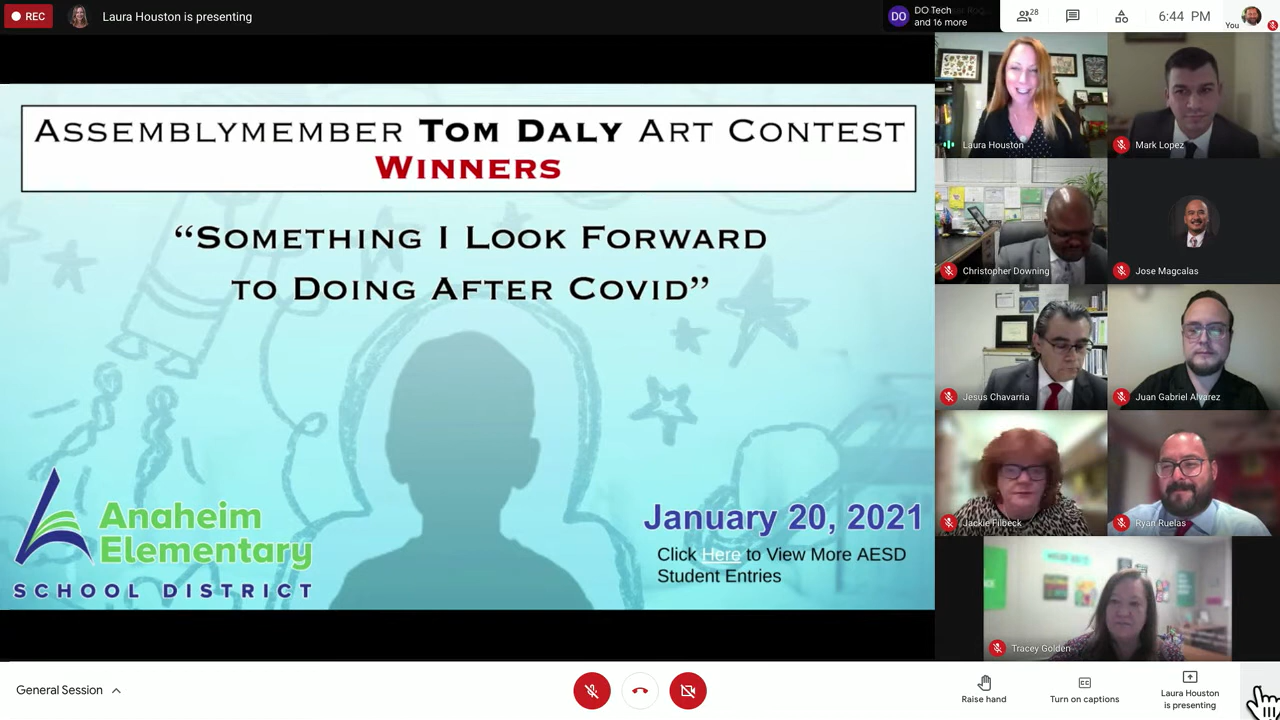 REC
Laura Houston is presenting
DO
DO Tech
and 16 more
28
6:44 PM
You
ASSEMBLYMEMBER TOM DALY ART CONTEST
WINNERS
“SOMETHING I LOOK FORWARD
TO DOING AFTER COVID”
Anaheim
Elementary
SCHOOL DISTRICT
January 20, 2021
Click Here to View More AESD
Student Entries
Laura Houston
Mark Lopez
Christopher Downing
Jose Magcalas
Jesus Chavarria
Juan Gabriel Alvarez
Jackie Filbeck
Ryan Ruelas
Tracey Golden
General Session
CC
Raise hand
Turn on captions
Laura Houston
is presenting